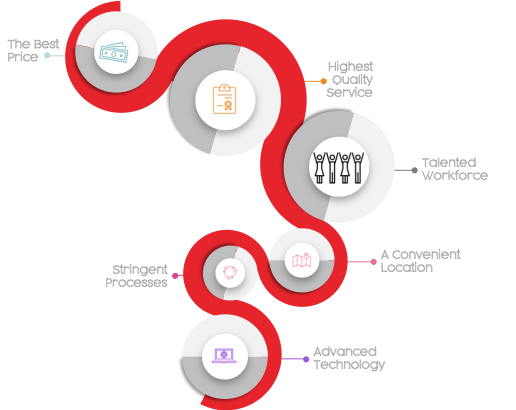 The Best
Price
Highest
Quality
Service
Talented
Workforce
A Convenient
Location
Stringent
Processes
Advanced
Technology